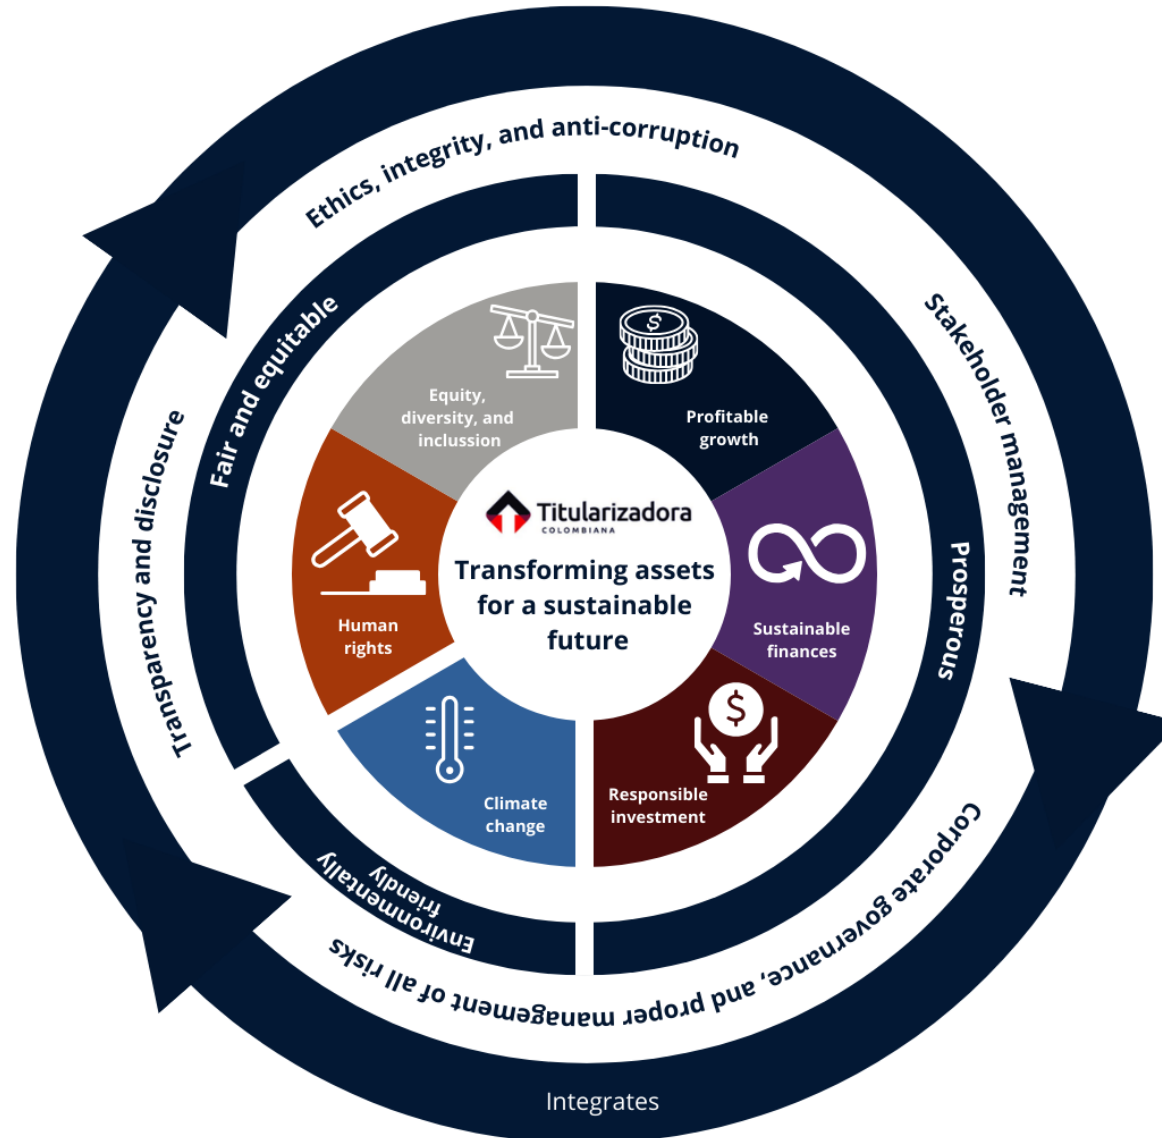 Ethics, integrity, and anti-corruption
Stakeholder management
Corporate governance, and proper management of all risks
Transparency and disclosure
Fair and equitable
Prosperous
Environmentally
friendly
Equity,
diversity, and
inclussion
$
Profitable
growth
Human
rights
Titularizadora
COLOMBIANA
Transforming assets
for a sustainable
future
Sustainable
finances
Climate
change
$
Responsible
investment
Integrates